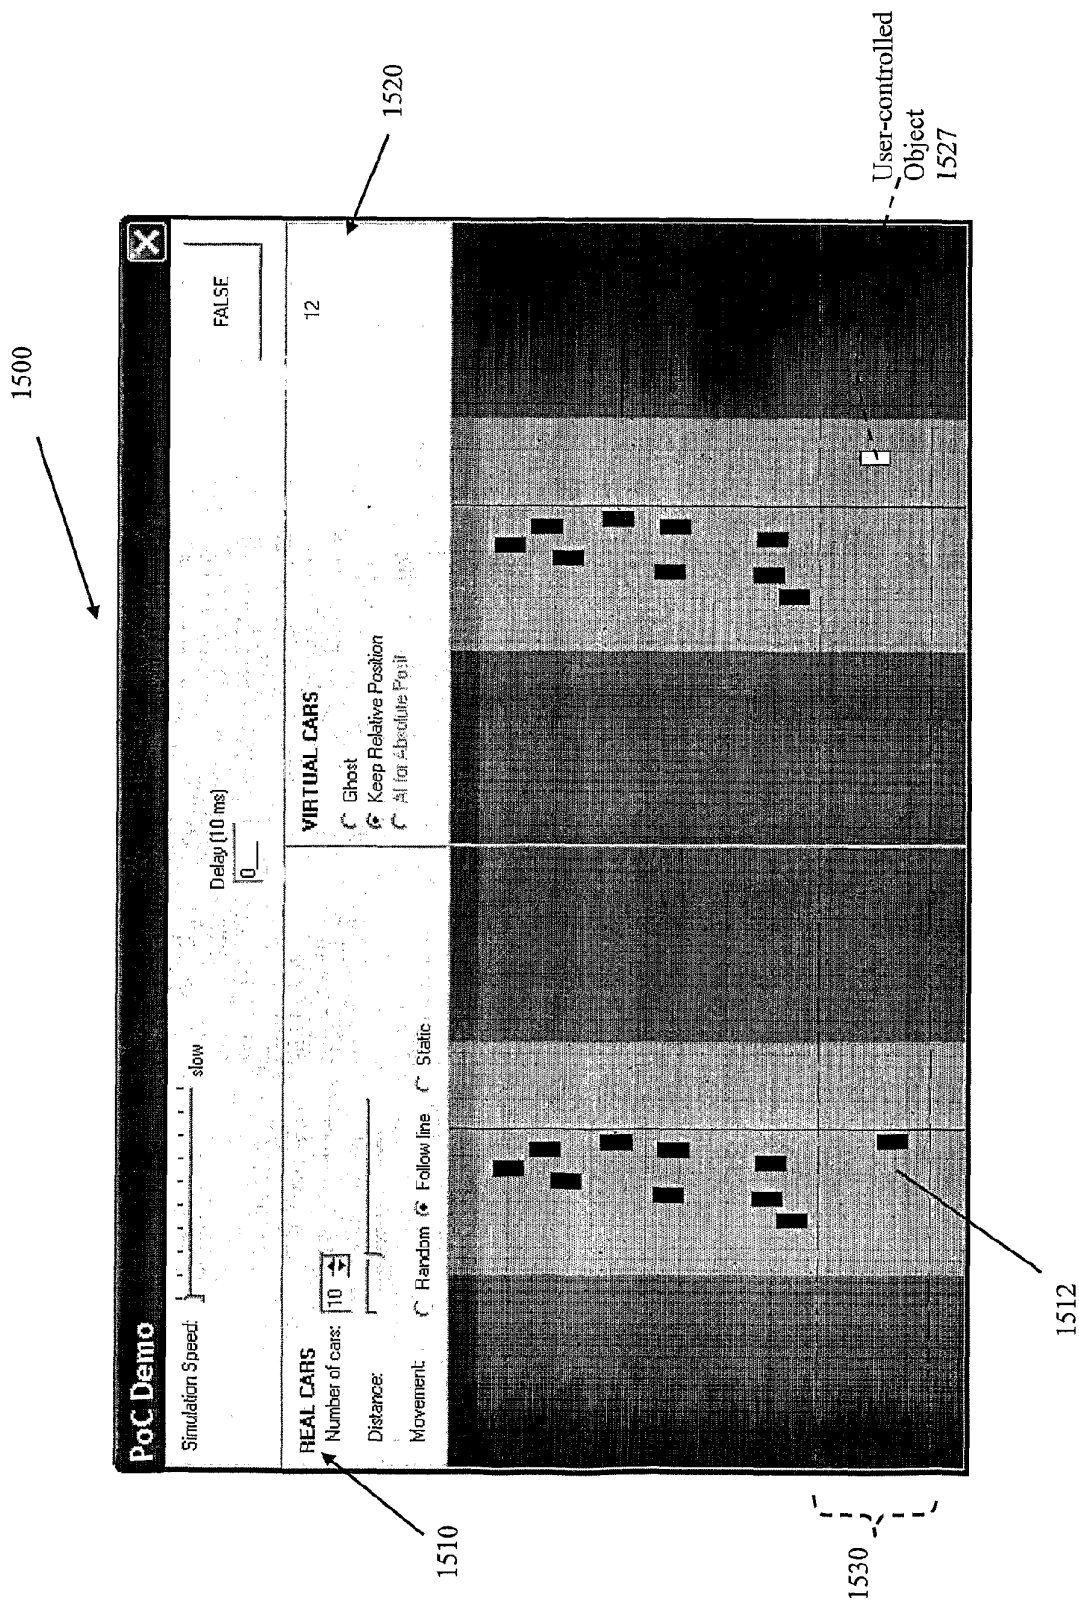 1500
PoC Demo
Simulation Speed:
slow
Delay (10 ms)
0
FALSE
REAL CARS
Number of cars: 10
Distance:
Movement: Random Follow line Static
VIRTUAL CARS
12
Ghost
Keep Relative Position
AI for Absolute Posit
1510
1520
1530
1512
User-controlled
Object
1527